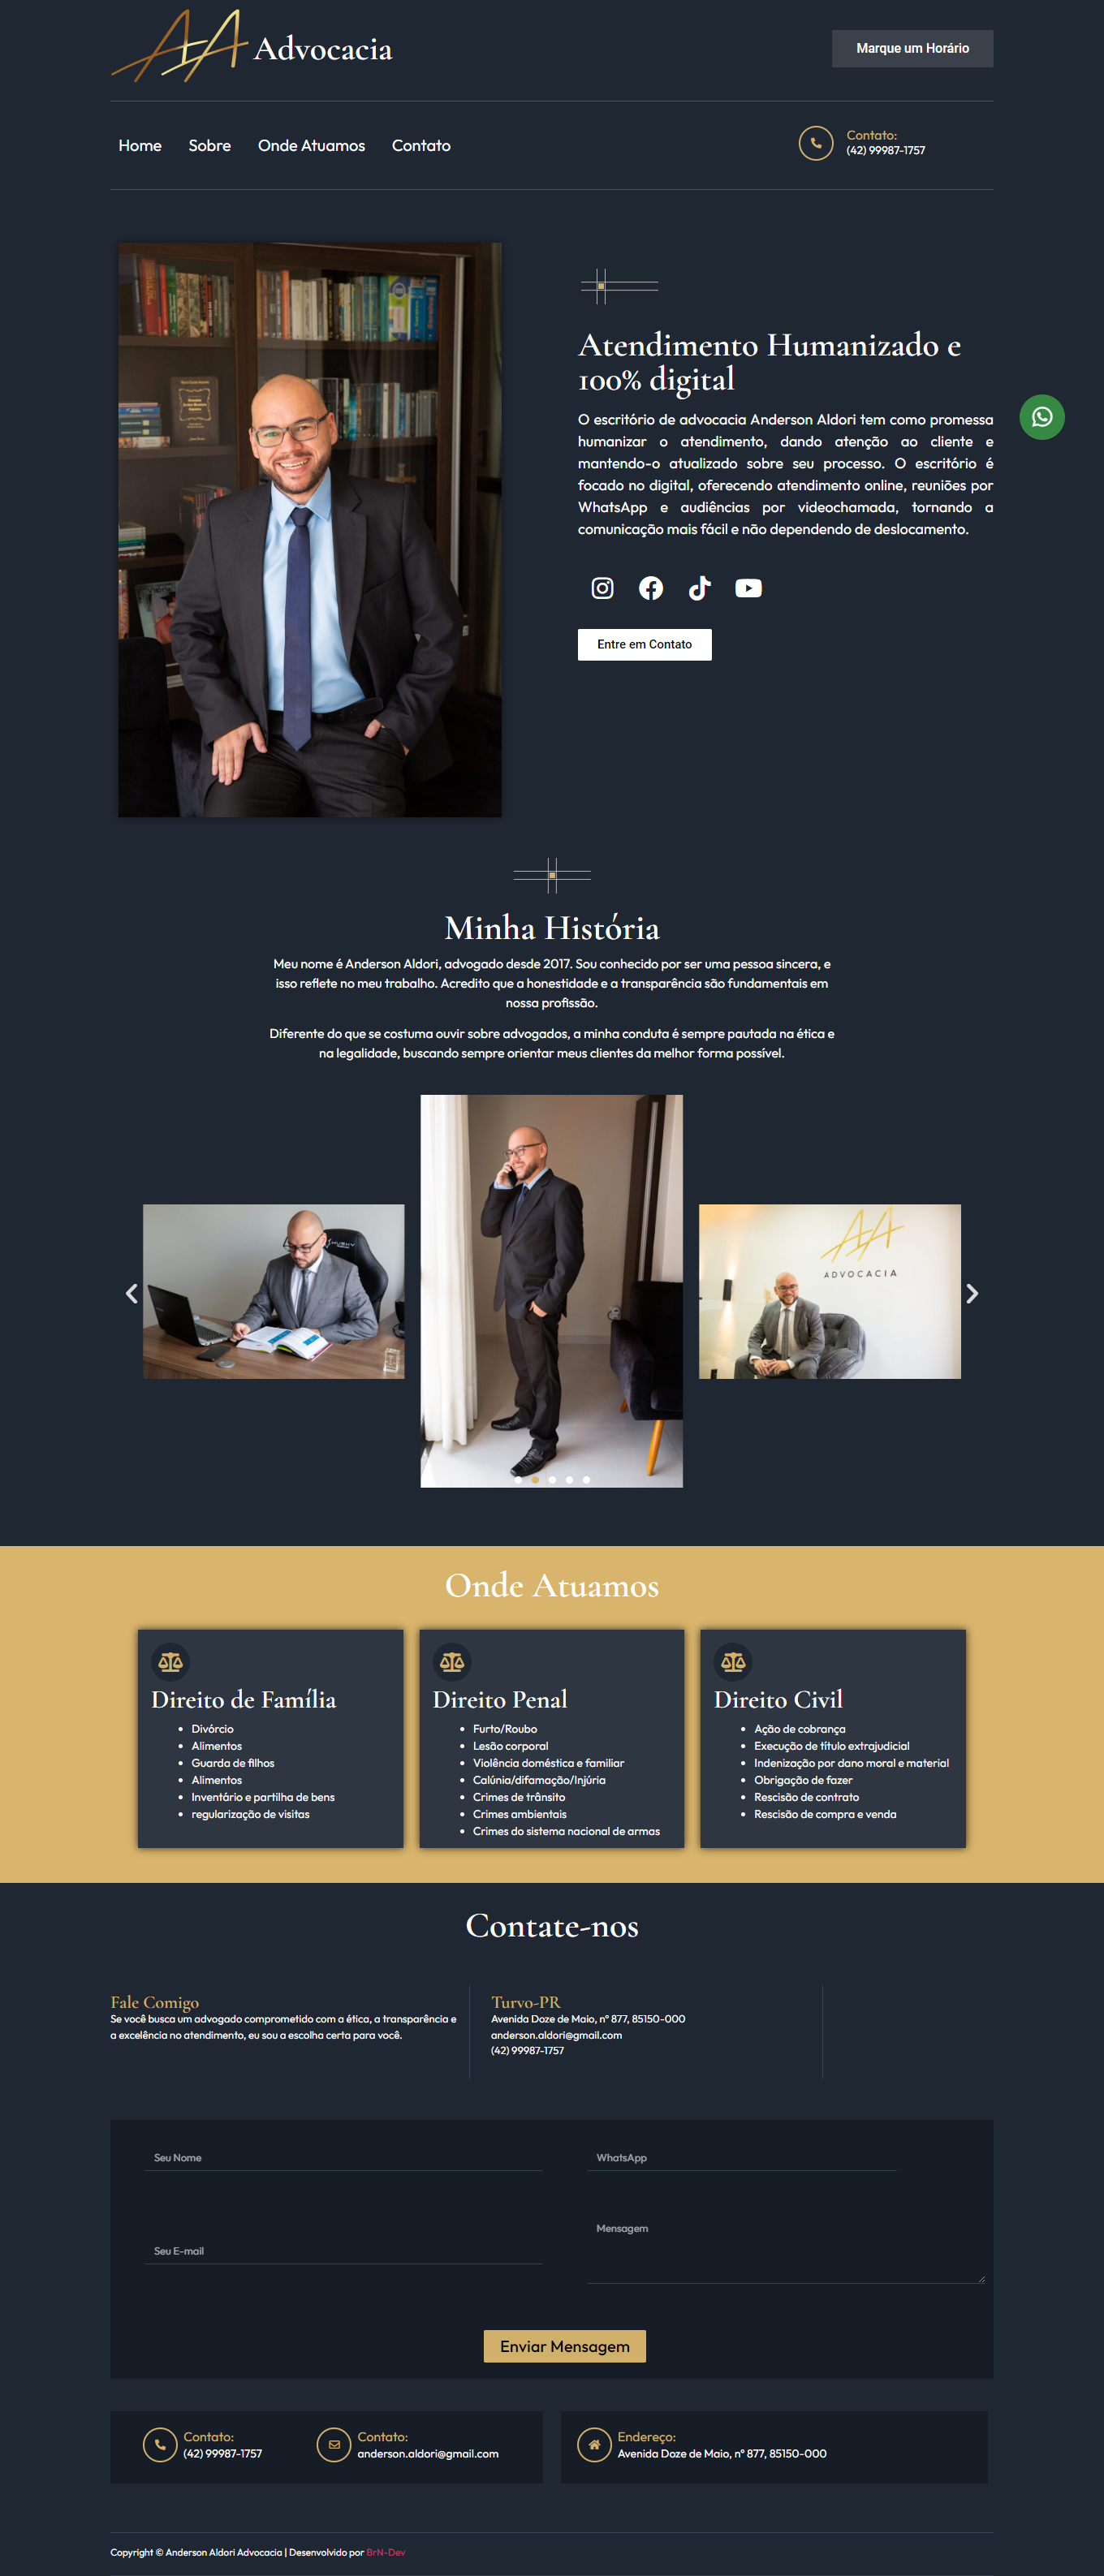 AA Advocacia
Marque um Horário
Home
Sobre
Onde Atuamos
Contato
Contato:
(42) 99987-1757
Atendimento Humanizado e
100% digital
O escritório de advocacia Anderson Aldori tem como promessa
humanizar o atendimento, dando atenção ao cliente e
mantendo-o atualizado sobre seu processo. O escritório é
focado no digital, oferecendo atendimento online, reuniões por
WhatsApp e audiências por videochamada, tornando a
comunicação mais fácil e não dependendo de deslocamento.
Entre em Contato
Minha História
Meu nome é Anderson Aldori, advogado desde 2017. Sou conhecido por ser uma pessoa sincera, e
isso reflete no meu trabalho. Acredito que a honestidade e a transparência são fundamentais em
nossa profissão.
Diferente do que se costuma ouvir sobre advogados, a minha conduta é sempre pautada na ética e
na legalidade, buscando sempre orientar meus clientes da melhor forma possível.
AA
ADVOCACIA
Onde Atuamos
Direito de Família
Divórcio
Alimentos
Guarda de filhos
Alimentos
Inventário e partilha de bens
regularização de visitas
Direito Penal
Furto/Roubo
Lesão corporal
Violência doméstica e familiar
Calúnia/difamação/Injúria
Crimes de trânsito
Crimes ambientais
Crimes do sistema nacional de armas
Direito Civil
Ação de cobrança
Execução de título extrajudicial
Indenização por dano moral e material
Obrigação de fazer
Rescisão de contrato
Rescisão de compra e venda
Contate-nos
Fale Comigo
Se você busca um advogado comprometido com a ética, a transparência e
a excelência no atendimento, eu sou a escolha certa para você.
Turvo-PR
Avenida Doze de Maio, nº 877, 85150-000
anderson.aldori@gmail.com
(42) 99987-1757
Seu Nome
WhatsApp
Seu E-mail
Mensagem
Enviar Mensagem
Contato:
(42) 99987-1757
Contato:
anderson.aldori@gmail.com
Endereço:
Avenida Doze de Maio, nº 877, 85150-000
Copyright © Anderson Aldori Advocacia | Desenvolvido por BrN-Dev